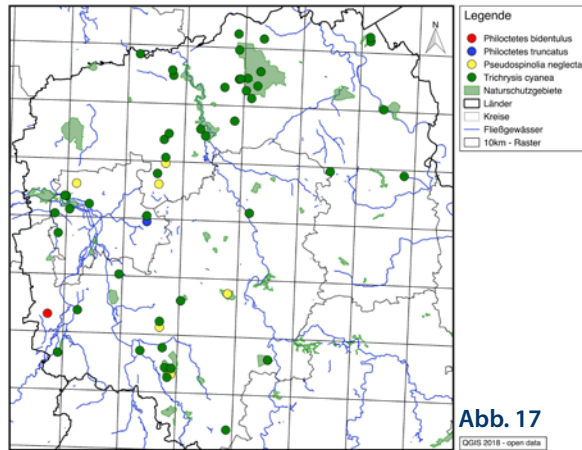 N
Legende
Philoctetes bidentulus
Philoctetes truncatus
Pseudospinolia neglecta
Trichrysis cyanea
Naturschutzgebiete
Länder
Kreise
Fließgewässer
10km - Raster
Abb. 17
QGIS 2018 - open data